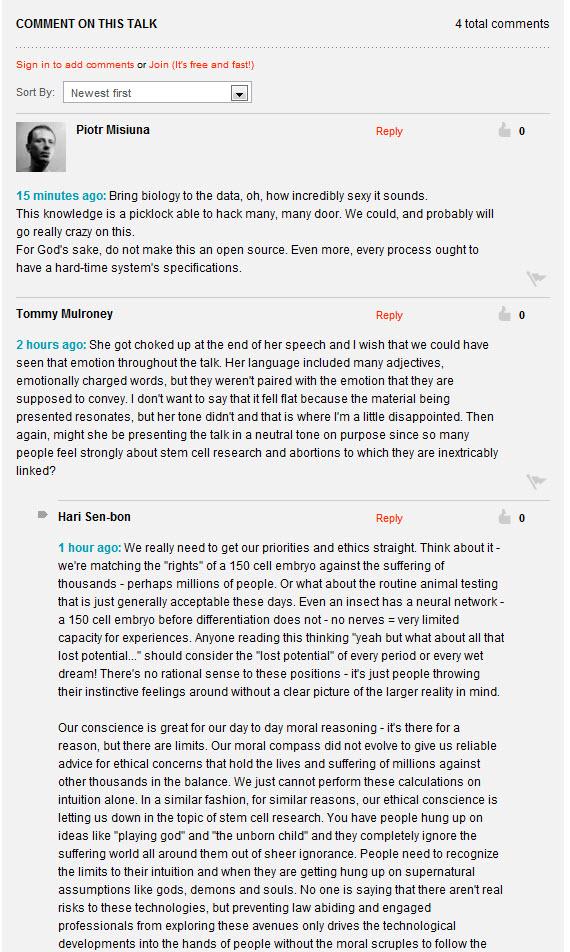 COMMENT ON THIS TALK 4 total comments
Sign in to add comments or Join (It's free and fast!)
Sort By: Newest first
Piotr Misiuna Reply 0
15 minutes ago: Bring biology to the data, oh, how incredibly sexy it sounds.
This knowledge is a picklock able to hack many, many door. We could, and probably will
go really crazy on this.
For God's sake, do not make this an open source. Even more, every process ought to
have a hard-time system's specifications.
Tommy Mulroney Reply 0
2 hours ago: She got choked up at the end of her speech and I wish that we could have
seen that emotion throughout the talk. Her language included many adjectives,
emotionally charged words, but they weren't paired with the emotion that they are
supposed to convey. I don't want to say that it fell flat because the material being
presented resonates, but her tone didn't and that is where I'm a little disappointed. Then
again, might she be presenting the talk in a neutral tone on purpose since so many
people feel strongly about stem cell research and abortions to which they are inextricably
linked?
Hari Sen-bon Reply 0
1 hour ago: We really need to get our priorities and ethics straight. Think about it -
we're matching the "rights" of a 150 cell embryo against the suffering of
thousands - perhaps millions of people. Or what about the routine animal testing
that is just generally acceptable these days. Even an insect has a neural network -
a 150 cell embryo before differentiation does not - no nerves = very limited
capacity for experiences. Anyone reading this thinking "yeah but what about all that
lost potential..." should consider the "lost potential" of every period or every wet
dream! There's no rational sense to these positions - it's just people throwing
their instinctive feelings around without a clear picture of the larger reality in mind.
Our conscience is great for our day to day moral reasoning - it's there for a
reason, but there are limits. Our moral compass did not evolve to give us reliable
advice for ethical concerns that hold the lives and suffering of millions against
other thousands in the balance. We just cannot perform these calculations on
intuition alone. In a similar fashion, for similar reasons, our ethical conscience is
letting us down in the topic of stem cell research. You have people hung up on
ideas like "playing god" and "the unborn child" and they completely ignore the
suffering world all around them out of sheer ignorance. People need to recognize
the limits to their intuition and when they are getting hung up on supernatural
assumptions like gods, demons and souls. No one is saying that there aren't real
risks to these technologies, but preventing law abiding and engaged
professionals from exploring these avenues only drives the technological
developments into the hands of people without the moral scruples to follow the